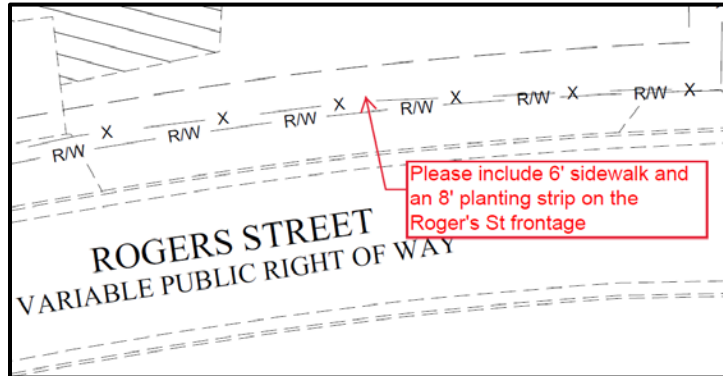 R/W X R/W X R/W X R/W X R/W X R/W X
Please include 6' sidewalk and
an 8' planting strip on the
Roger's St frontage
ROGERS STREET
VARIABLE PUBLIC RIGHT OF WAY